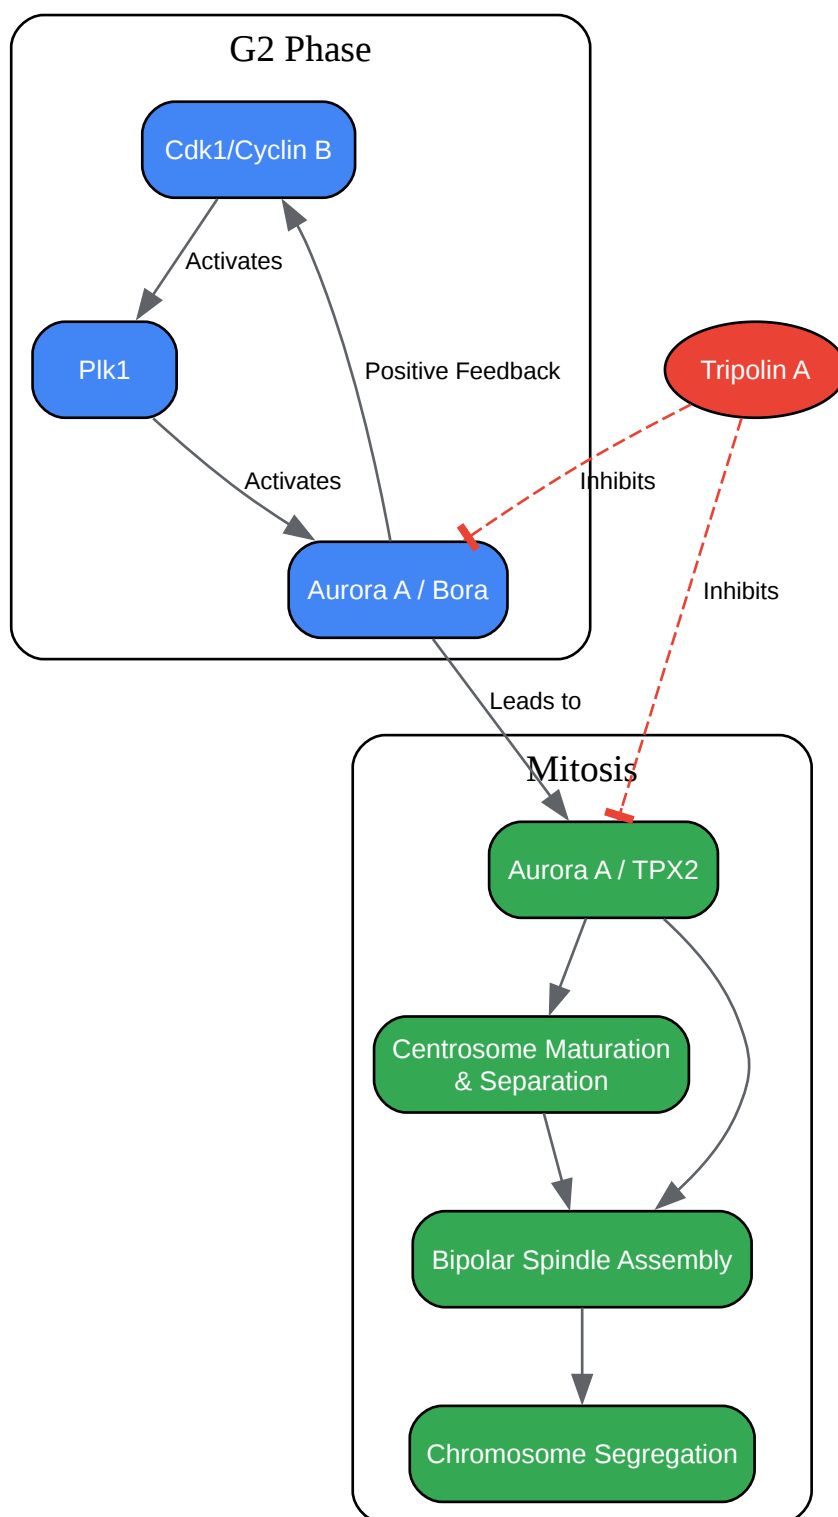 G2 Phase
Cdk1/Cyclin B
Activates
Plk1
Positive Feedback
Tripolin A
Activates
Inhibits
Aurora A / Bora
Inhibits
Leads to
Mitosis
Aurora A / TPX2
Centrosome Maturation
& Separation
Bipolar Spindle Assembly
Chromosome Segregation